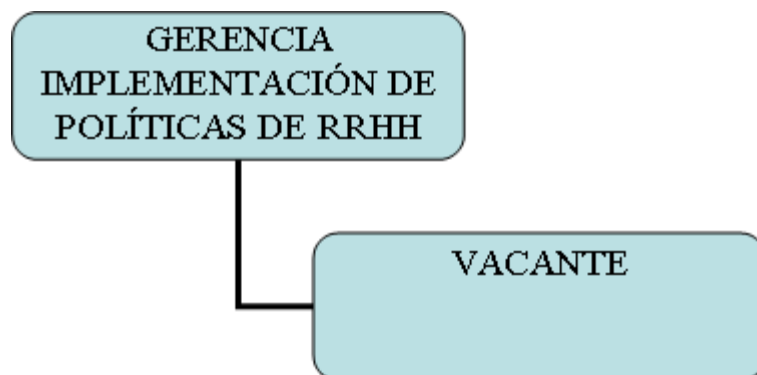 GERENCIA
IMPLEMENTACIÓN DE
POLÍTICAS DE RRHH
VACANTE